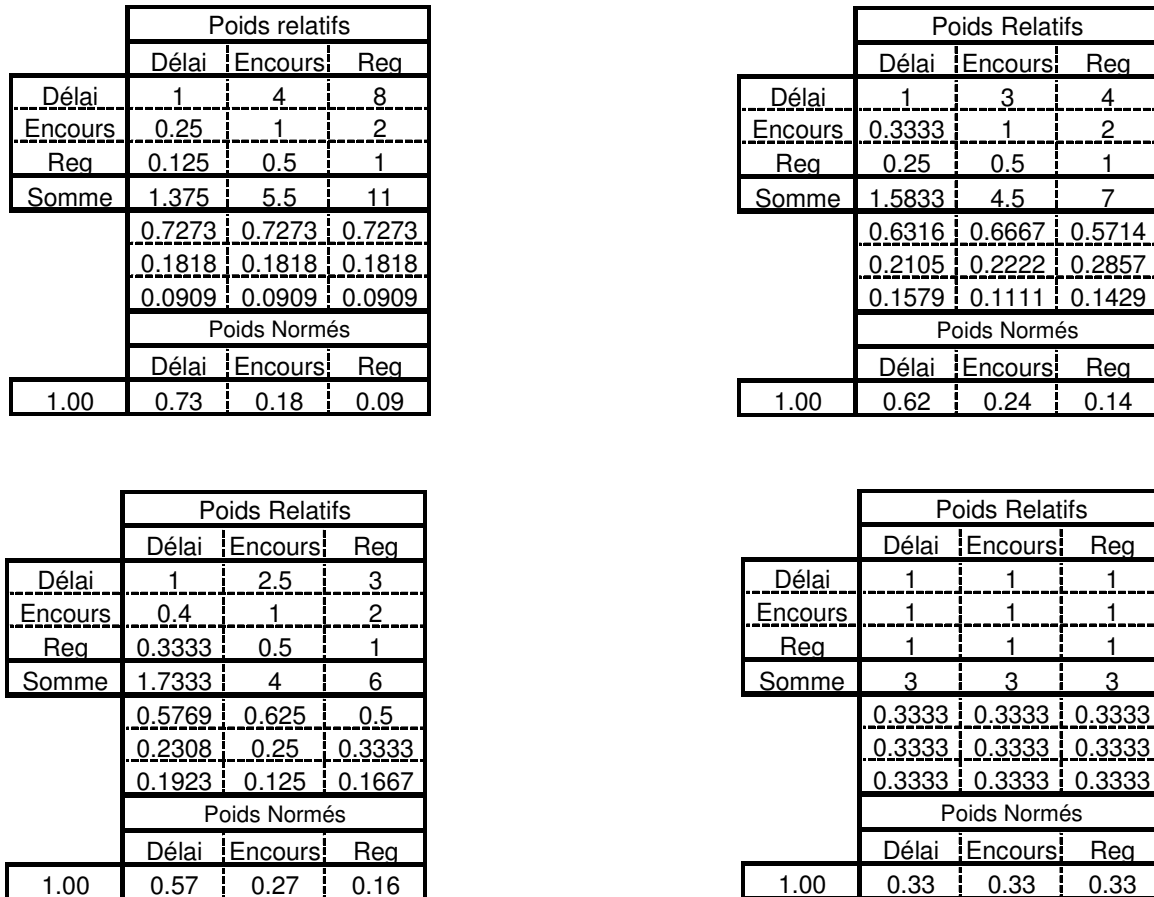 Poids relatifs
Délai Encours Reg
Délai 1 4 8
Encours 0.25 1 2
Reg 0.125 0.5 1
Somme 1.375 5.5 11
0.7273 0.7273 0.7273
0.1818 0.1818 0.1818
0.0909 0.0909 0.0909
Poids Normés
Délai Encours Reg
1.00 0.73 0.18 0.09
Poids Relatifs
Délai Encours Reg
Délai 1 3 4
Encours 0.3333 1 2
Reg 0.25 0.5 1
Somme 1.5833 4.5 7
0.6316 0.6667 0.5714
0.2105 0.2222 0.2857
0.1579 0.1111 0.1429
Poids Normés
Délai Encours Reg
1.00 0.62 0.24 0.14
Poids Relatifs
Délai Encours Reg
Délai 1 2.5 3
Encours 0.4 1 2
Reg 0.3333 0.5 1
Somme 1.7333 4 6
0.5769 0.625 0.5
0.2308 0.25 0.3333
0.1923 0.125 0.1667
Poids Normés
Délai Encours Reg
1.00 0.57 0.27 0.16
Poids Relatifs
Délai Encours Reg
Délai 1 1 1
Encours 1 1 1
Reg 1 1 1
Somme 3 3 3
0.3333 0.3333 0.3333
0.3333 0.3333 0.3333
0.3333 0.3333 0.3333
Poids Normés
Délai Encours Reg
1.00 0.33 0.33 0.33